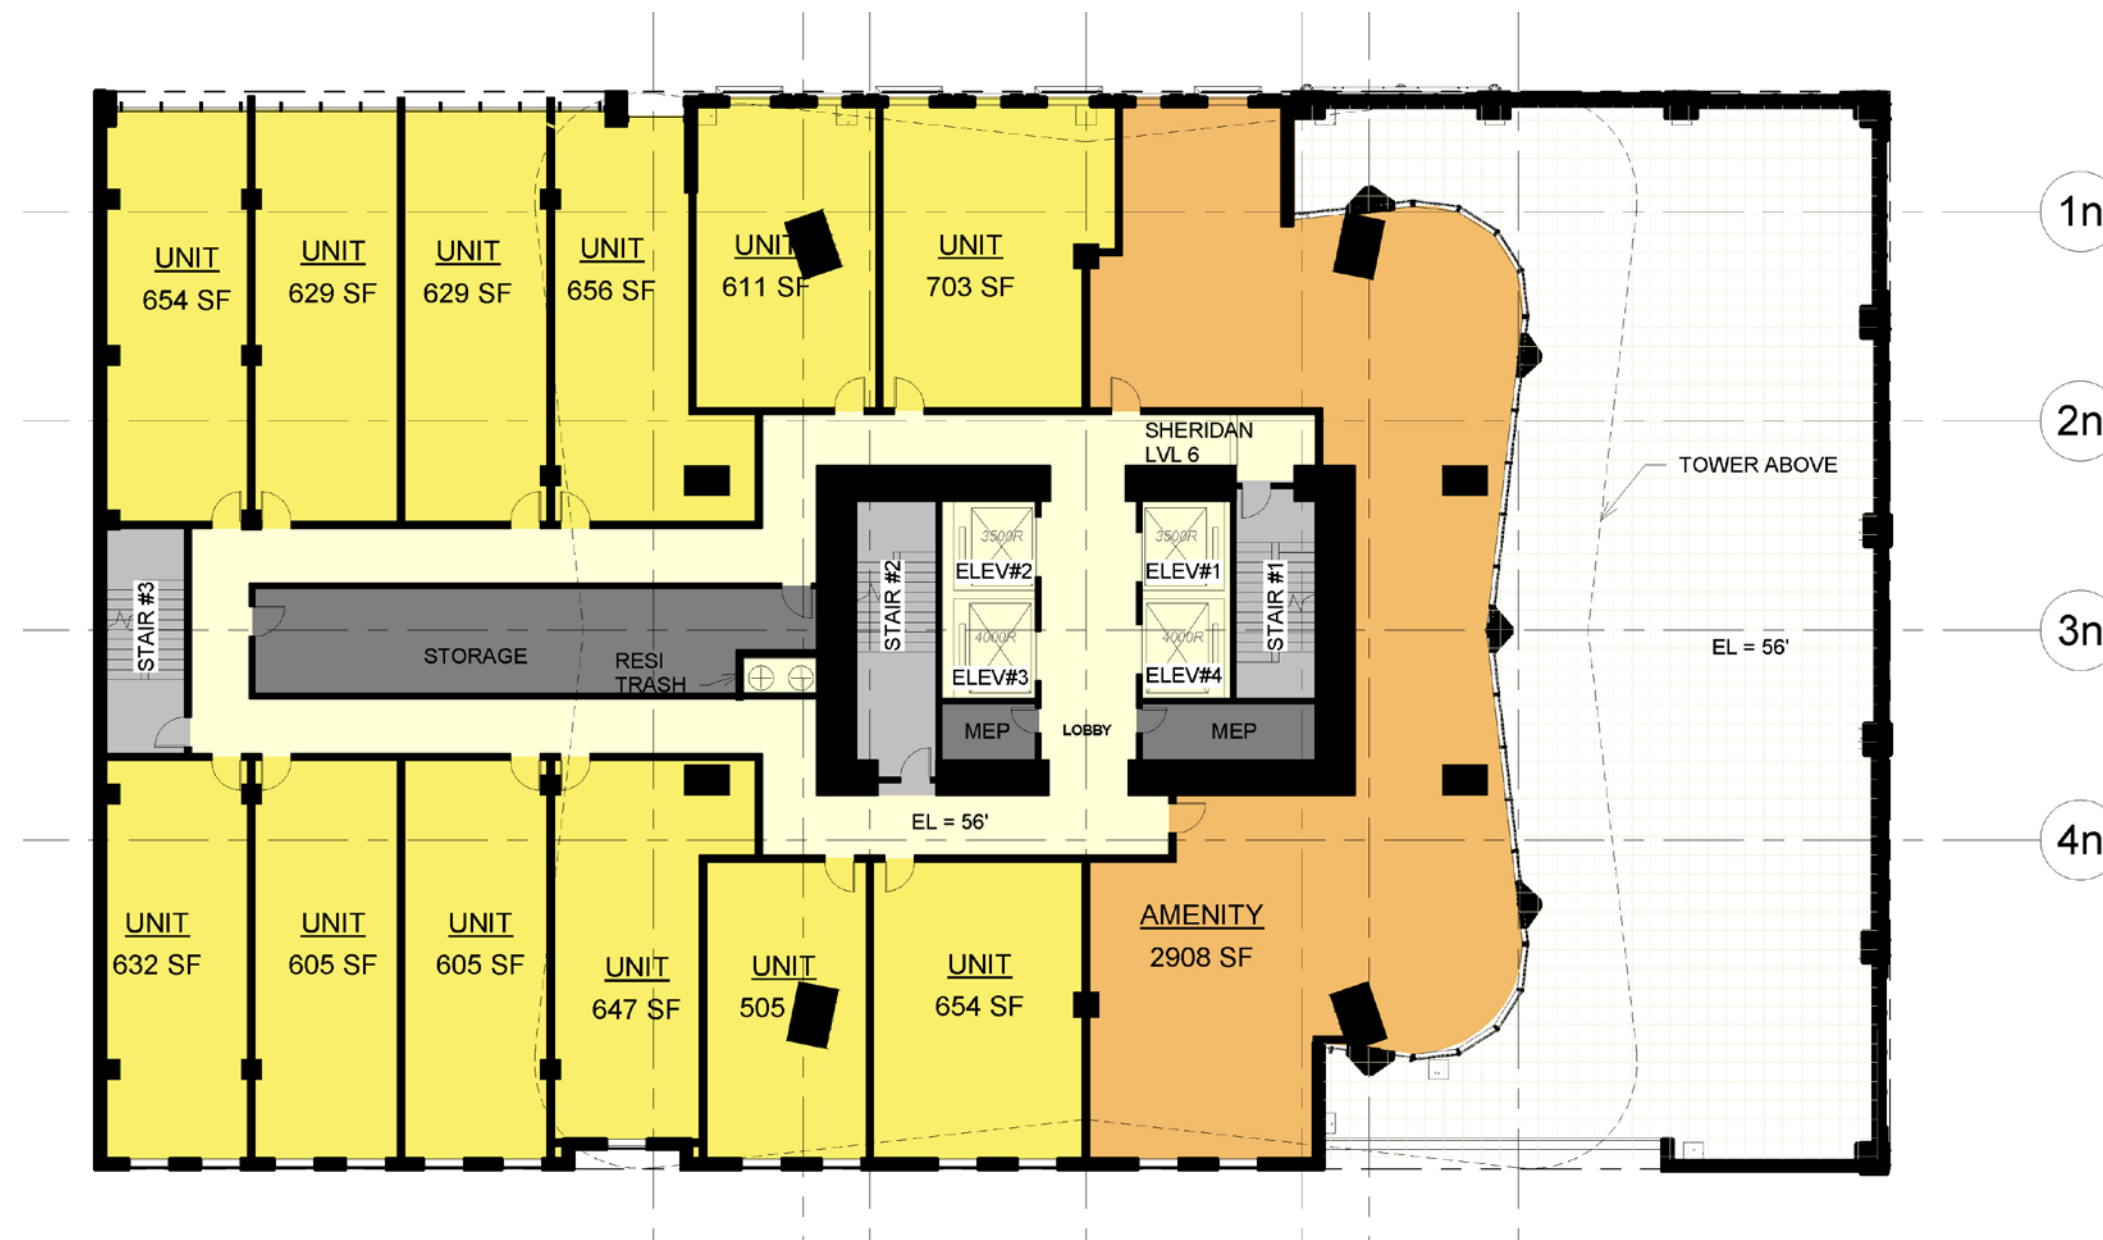 UNIT
654 SF
UNIT
629 SF
UNIT
629 SF
UNIT
656 SF
UNIT
611 SF
UNIT
703 SF
1n
2n
3n
4n
SHERIDAN
LVL 6
TOWER ABOVE
3500R
ELEV#2
3500R
ELEV#1
4000R
ELEV#3
4000R
ELEV#4
STAIR #3
STAIR #2
STAIR #1
STORAGE
RESI
TRASH
MEP
LOBBY
MEP
EL = 56'
EL = 56'
UNIT
632 SF
UNIT
605 SF
UNIT
605 SF
UNIT
647 SF
UNIT
505
UNIT
654 SF
AMENITY
2908 SF